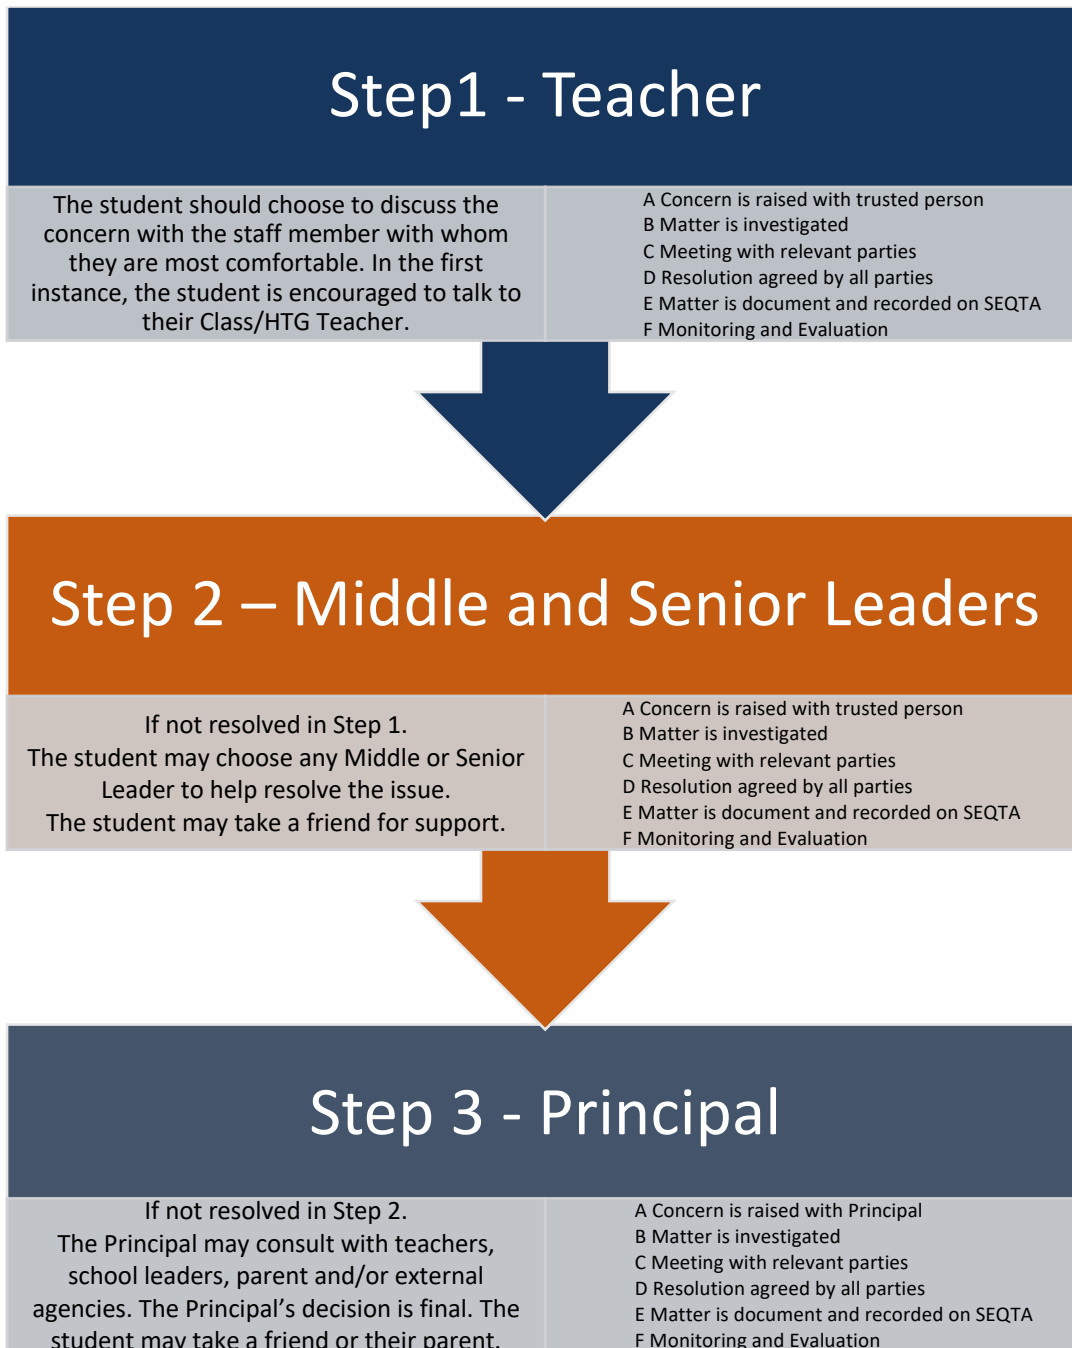 Step1 - Teacher
The student should choose to discuss the
concern with the staff member with whom
they are most comfortable. In the first
instance, the student is encouraged to talk to
their Class/HTG Teacher.
A Concern is raised with trusted person
B Matter is investigated
C Meeting with relevant parties
D Resolution agreed by all parties
E Matter is document and recorded on SEQTA
F Monitoring and Evaluation
Step 2 – Middle and Senior Leaders
If not resolved in Step 1.
The student may choose any Middle or Senior
Leader to help resolve the issue.
The student may take a friend for support.
A Concern is raised with trusted person
B Matter is investigated
C Meeting with relevant parties
D Resolution agreed by all parties
E Matter is document and recorded on SEQTA
F Monitoring and Evaluation
Step 3 - Principal
If not resolved in Step 2.
The Principal may consult with teachers,
school leaders, parent and/or external
agencies. The Principal’s decision is final. The
student may take a friend or their parent.
A Concern is raised with Principal
B Matter is investigated
C Meeting with relevant parties
D Resolution agreed by all parties
E Matter is document and recorded on SEQTA
F Monitoring and Evaluation